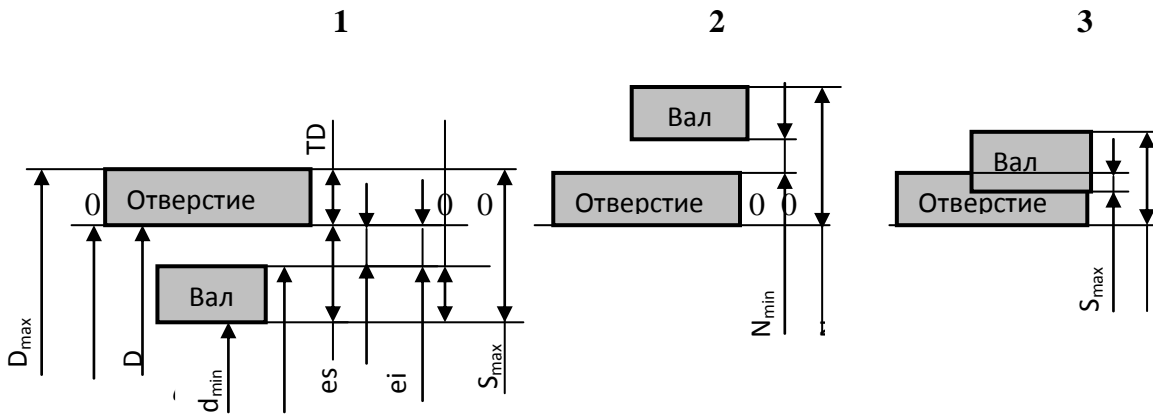 1 2 3
TD
Вал
Вал
Отверстие
0
0 0
Отверстие
0 0
Отверстие
Вал
D_max
D
d_min
es
ei
S_max
N_min
S_max